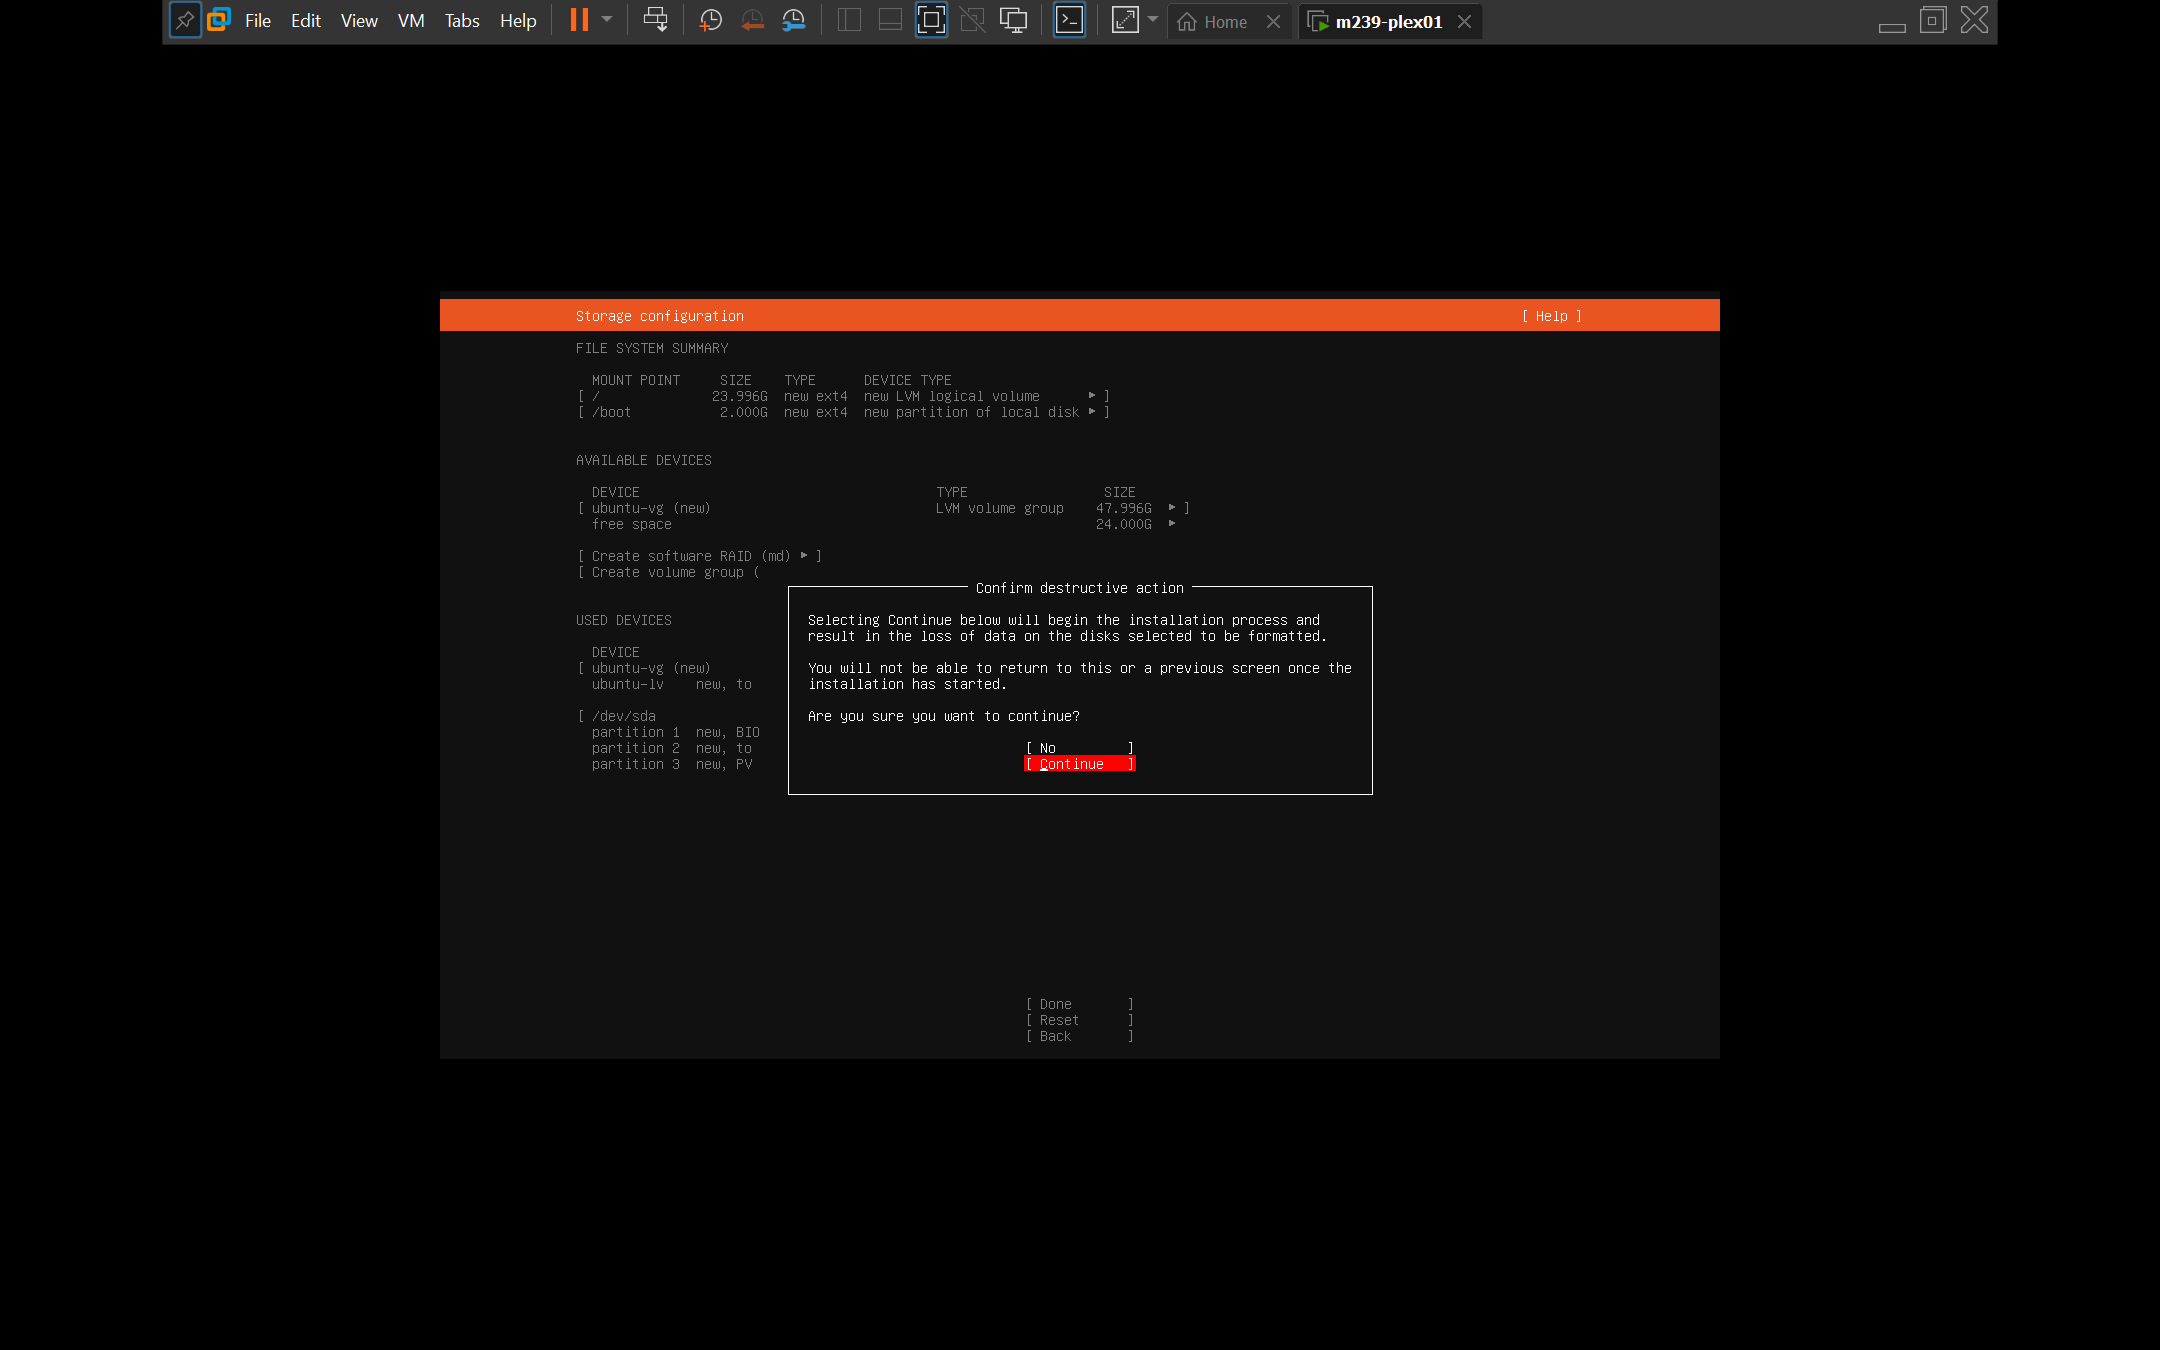 File Edit View VM Tabs Help Home m239-plex01
Storage configuration [ Help ]
FILE SYSTEM SUMMARY
MOUNT POINT SIZE TYPE DEVICE TYPE
[ / 23.996G new ext4 new LVM logical volume ▸ ]
[ /boot 2.000G new ext4 new partition of local disk ▸ ]
AVAILABLE DEVICES
DEVICE TYPE SIZE
[ ubuntu-vg (new) LVM volume group 47.996G ▸ ]
free space 24.000G ▸
[ Create software RAID (md) ▸ ]
[ Create volume group (
USED DEVICES
DEVICE
[ ubuntu-vg (new)
ubuntu-lv new, to
[ /dev/sda
partition 1 new, BIO
partition 2 new, to
partition 3 new, PV
Confirm destructive action
Selecting Continue below will begin the installation process and
result in the loss of data on the disks selected to be formatted.
You will not be able to return to this or a previous screen once the
installation has started.
Are you sure you want to continue?
[ No ]
[ Continue ]
[ Done ]
[ Reset ]
[ Back ]